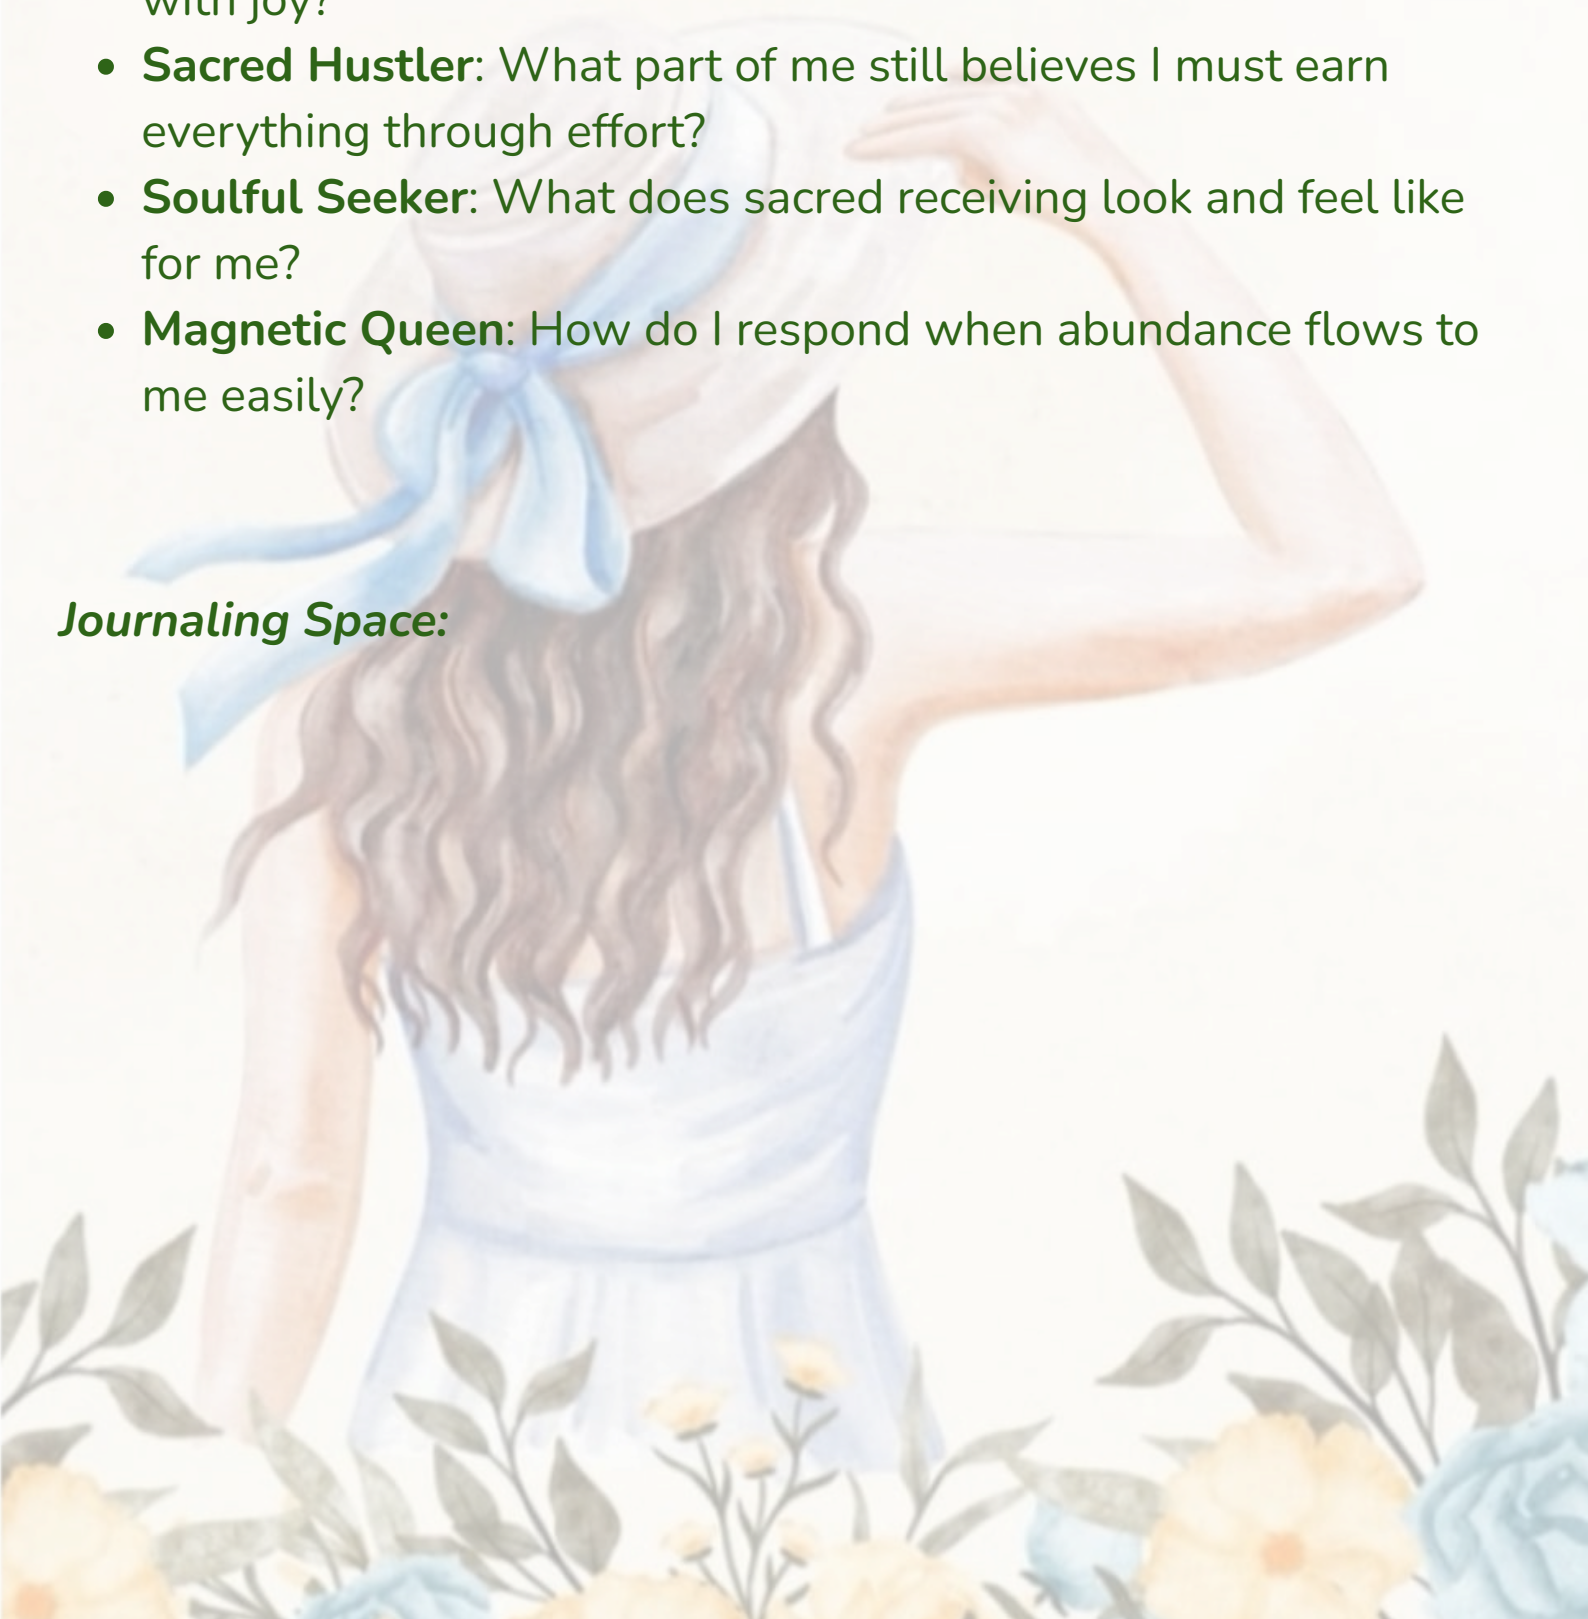 with joy?
• Sacred Hustler: What part of me still believes I must earn
everything through effort?
• Soulful Seeker: What does sacred receiving look and feel like
for me?
• Magnetic Queen: How do I respond when abundance flows to
me easily?
Journaling Space: